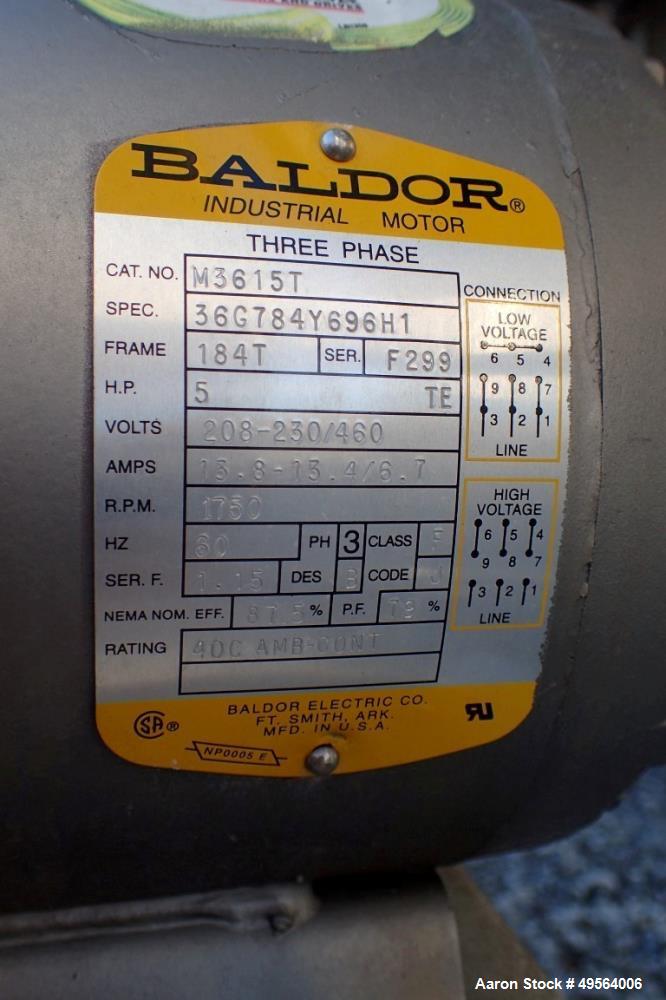 BALDOR®
INDUSTRIAL MOTOR
THREE PHASE
CAT. NO. M3615T
SPEC. 36G784Y696H1
FRAME 184T SER. F299
H.P. 5 TE
VOLTS 208-230/460
AMPS 13.8-13.4/6.7
R.P.M. 1750
HZ 60 PH 3 CLASS F
SER. F. 1.15 DES B CODE J
NEMA NOM. EFF. 87.5 % P.F. %
RATING 40C AMB-CONT
CONNECTION
LOW
VOLTAGE
6 5 4
9 8 7
3 2 1
LINE
HIGH
VOLTAGE
6 5 4
9 8 7
3 2 1
LINE
BALDOR ELECTRIC CO.
FT. SMITH, ARK.
MFD. IN U.S.A.
SA®
NP0005 E
Aaron Stock #49564006